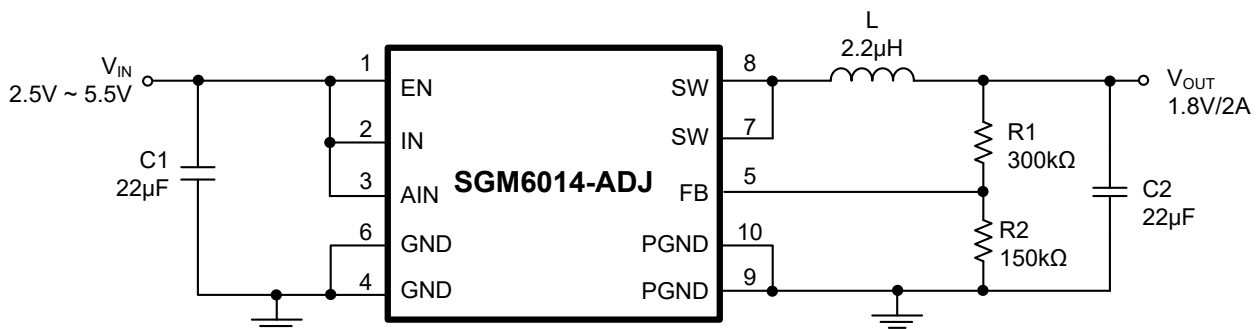 L
2.2µH
V_IN
2.5V ~ 5.5V
1
EN
8
SW
V_OUT
1.8V/2A
2
IN
7
SW
R1
300kΩ
C1
22µF
SGM6014-ADJ
3
AIN
5
FB
C2
22µF
6
GND
10
PGND
R2
150kΩ
4
GND
9
PGND